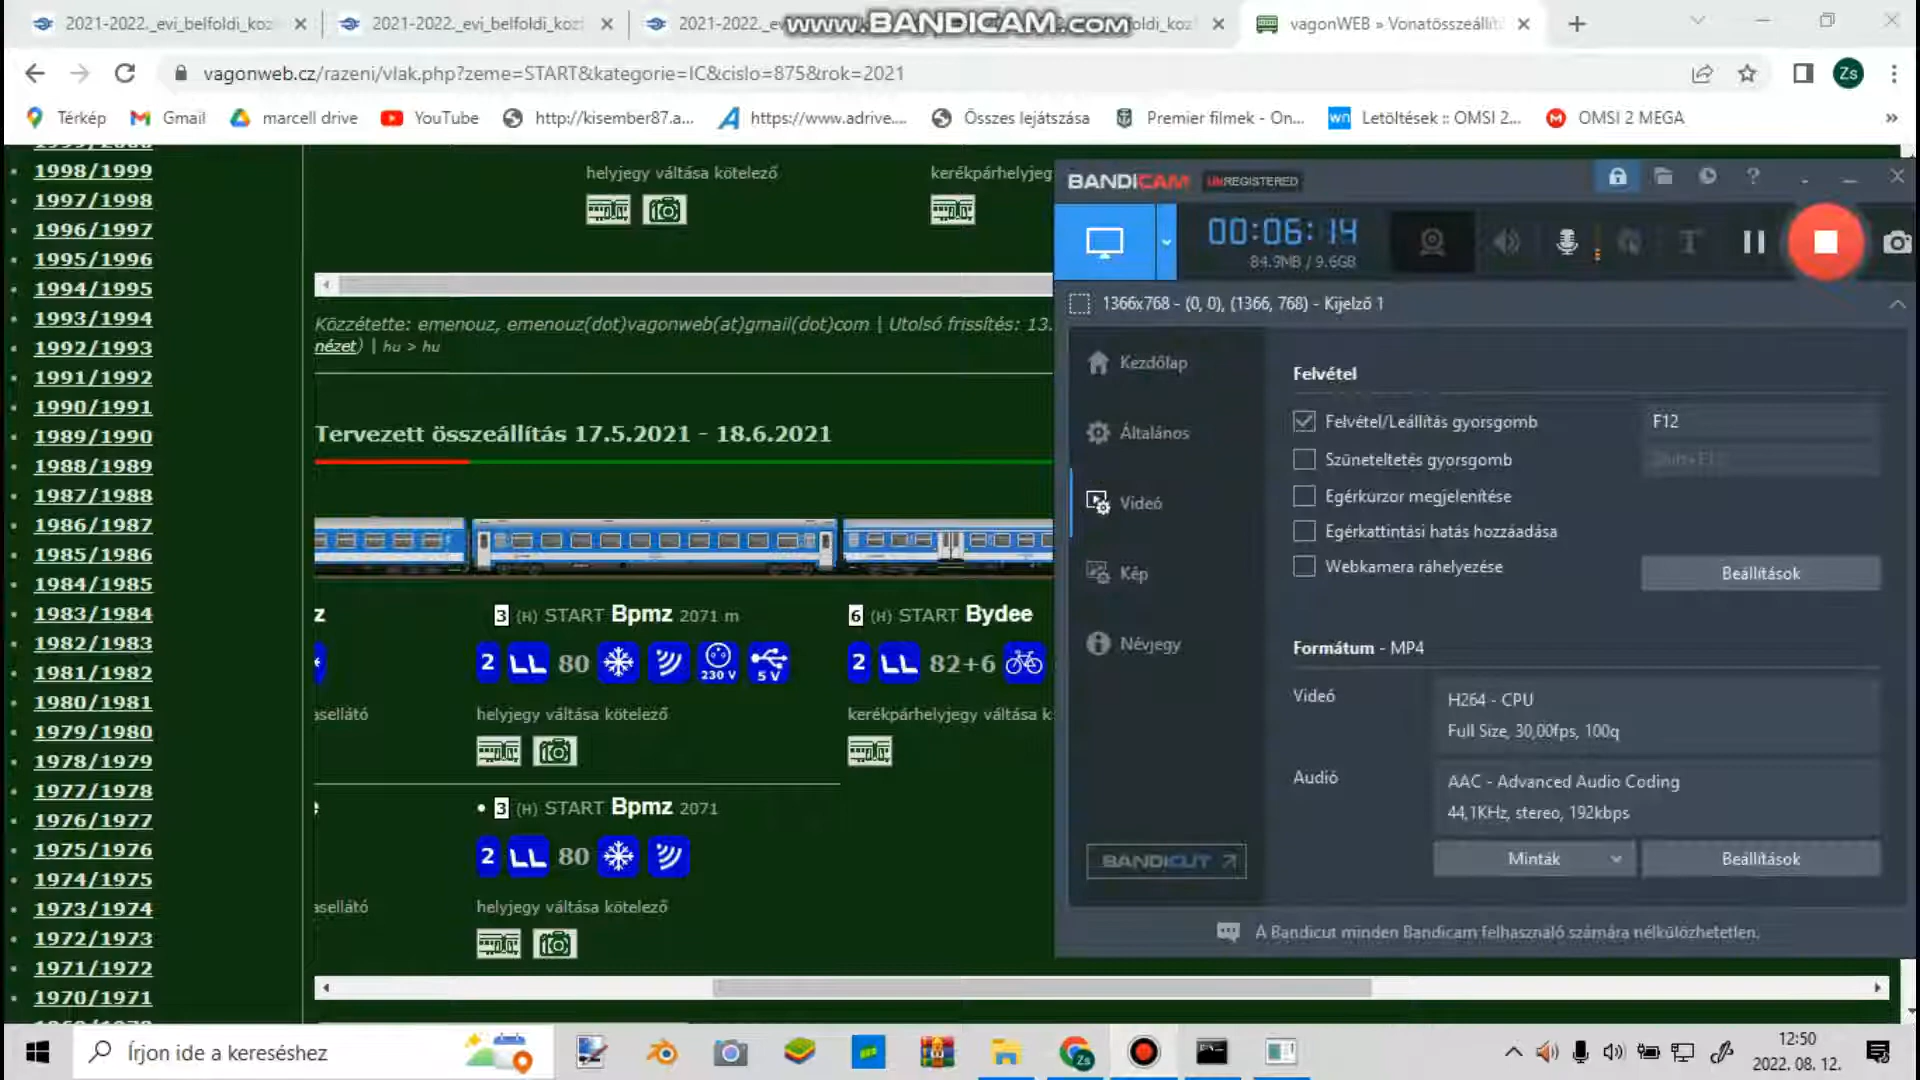 2021-2022._evi_belfoldi_koz
2021-2022._evi_belfoldi_koz
2021-2022._ev
oldi_koz
vagonWEB » Vonatösszeállít
www.BANDICAM.com
vagonweb.cz/razeni/vlak.php?zeme=START&kategorie=IC&cislo=875&rok=2021
Zs
Térkép
Gmail
marcell drive
YouTube
http://kisember87.a...
https://www.adrive....
Összes lejátszása
Premier filmek - On...
Letöltések :: OMSI 2...
OMSI 2 MEGA
»
1998/1999
1997/1998
1996/1997
1995/1996
1994/1995
1993/1994
1992/1993
1991/1992
1990/1991
1989/1990
1988/1989
1987/1988
1986/1987
1985/1986
1984/1985
1983/1984
1982/1983
1981/1982
1980/1981
1979/1980
1978/1979
1977/1978
1976/1977
1975/1976
1974/1975
1973/1974
1972/1973
1971/1972
1970/1971
helyjegy váltása kötelező
kerékpárhelyjeg
Közzétette: emenouz, emenouz(dot)vagonweb(at)gmail(dot)com | Utolsó frissítés: 13.
nézet) | hu > hu
Tervezett összeállítás 17.5.2021 - 18.6.2021
z
3 (H) START Bpmz 2071 m
6 (H) START Bydee
2 LL 80 230 V 5 V
2 LL 82+6
asellátó
helyjegy váltása kötelező
kerékpárhelyjegy váltása k
• 3 (H) START Bpmz 2071
2 LL 80
asellátó
helyjegy váltása kötelező
BANDICAM UNREGISTERED
00:06:14
84.9MB / 9.6GB
1366x768 - (0, 0), (1366, 768) - Kijelző 1
Kezdőlap
Általános
Videó
Kép
Névjegy
BANDICUT
Felvétel
Felvétel/Leállítás gyorsgomb
F12
Szüneteltetés gyorsgomb
Egérkurzor megjelenítése
Egérkattintási hatás hozzáadása
Webkamera ráhelyezése
Beállítások
Formátum - MP4
Videó
H264 - CPU
Full Size, 30,00fps, 100q
Audió
AAC - Advanced Audio Coding
44,1KHz, stereo, 192kbps
Minták
Beállítások
A Bandicut minden Bandicam felhasználó számára nélkülözhetetlen.
Írjon ide a kereséshez
12:50
2022. 08. 12.